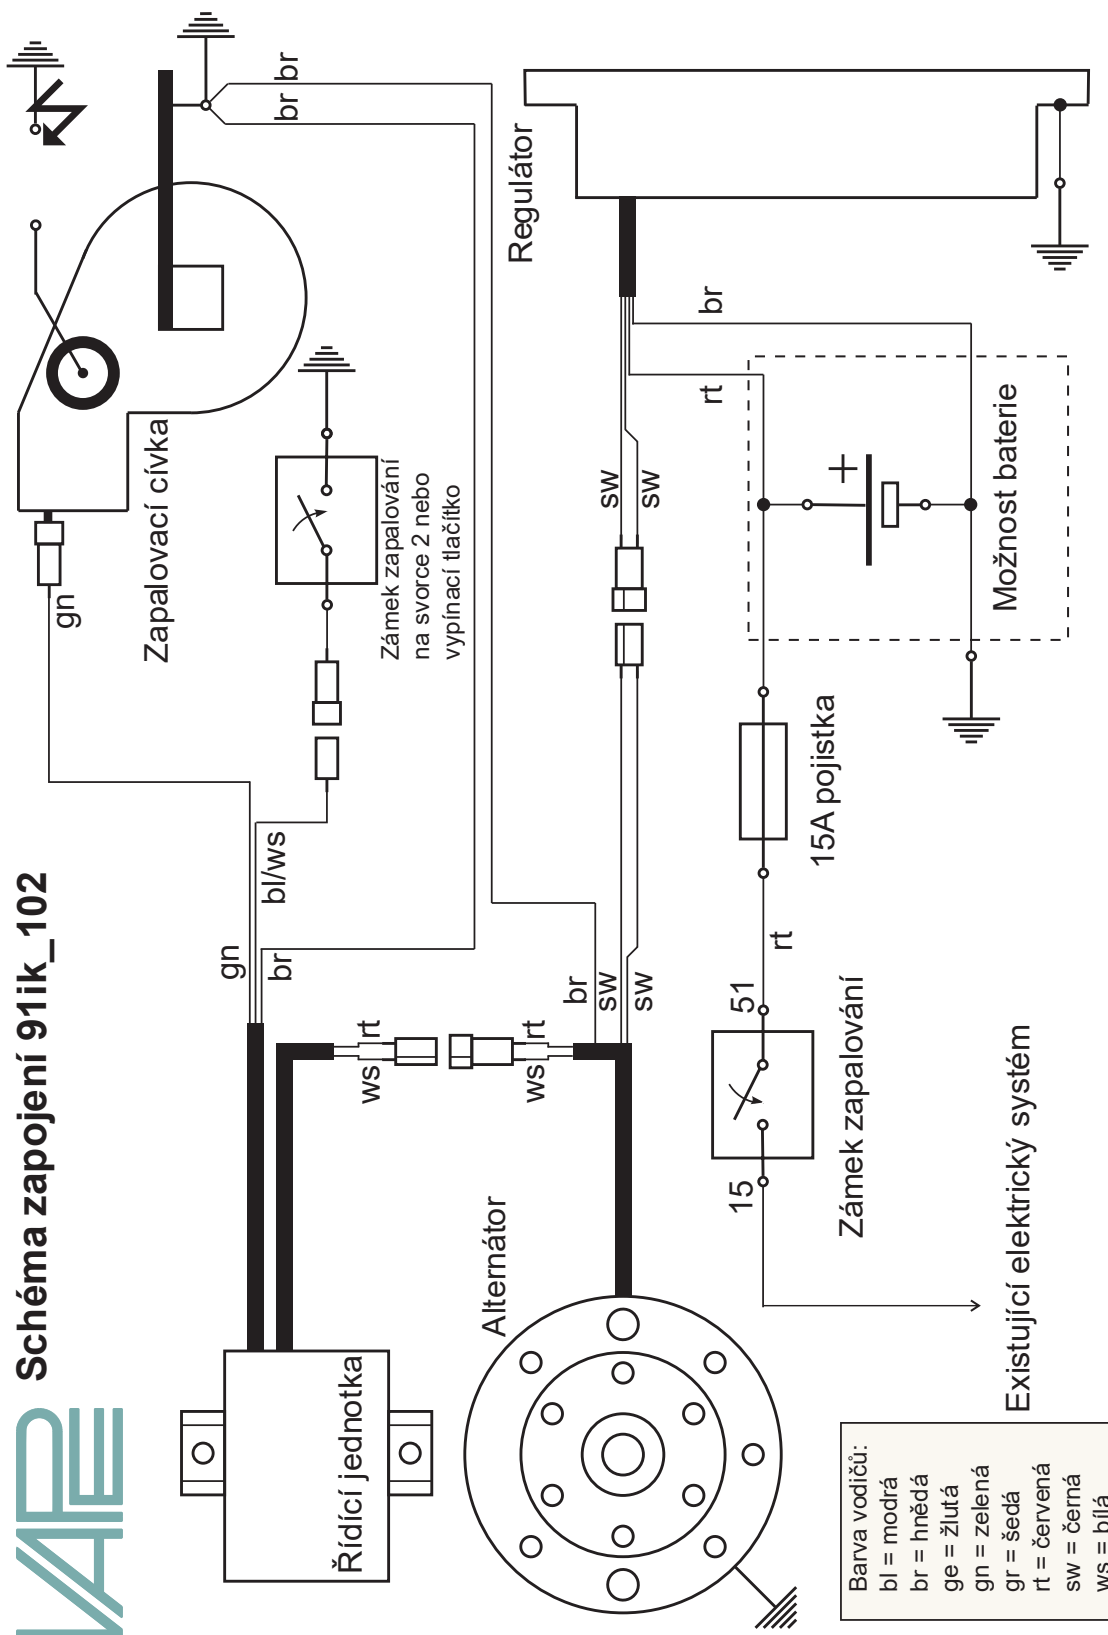 VAPE
Schéma zapojení 91ik_102
br
br
Regulátor
gn
Zapalovací cívka
Zámek zapalování
na svorce 2 nebo
vypínací tlačítko
br
rt
sw
sw
+
Možnost baterie
bl/ws
gn
br
15A pojistka
rt
br
sw
sw
rt
ws
rt
ws
51
15
Zámek zapalování
Řídící jednotka
Alternátor
Existující elektrický systém
Barva vodičů:
bl = modrá
br = hnědá
ge = žlutá
gn = zelená
gr = šedá
rt = červená
sw = černá
ws = bílá